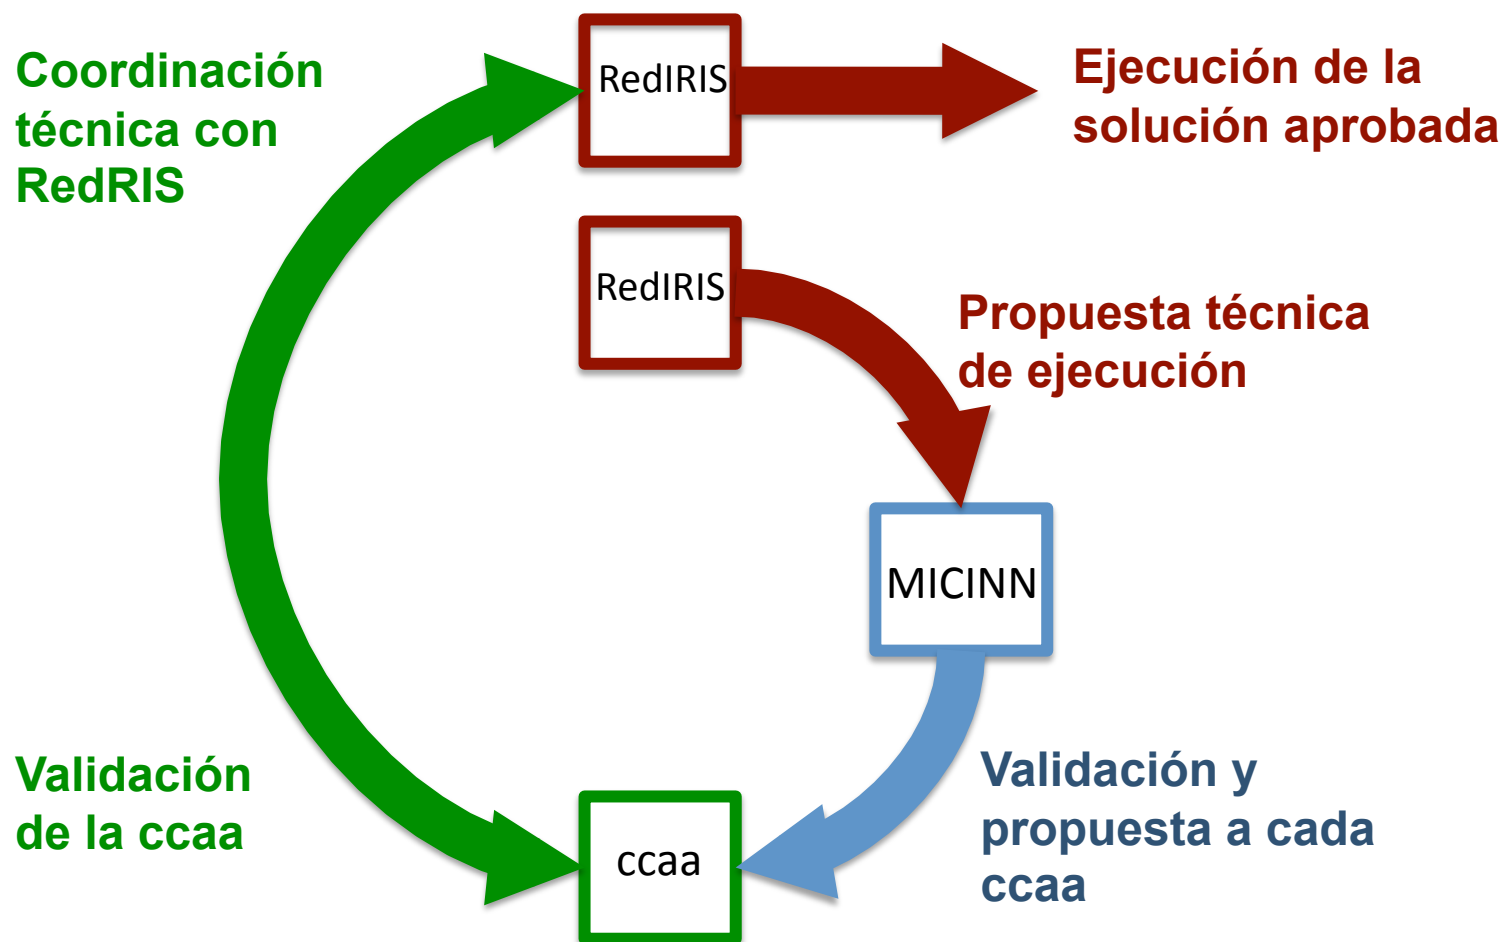 Coordinación
técnica con
RedRIS
RedIRIS
Ejecución de la
solución aprobada
RedIRIS
Propuesta técnica
de ejecución
MICINN
Validación
de la ccaa
ccaa
Validación y
propuesta a cada
ccaa